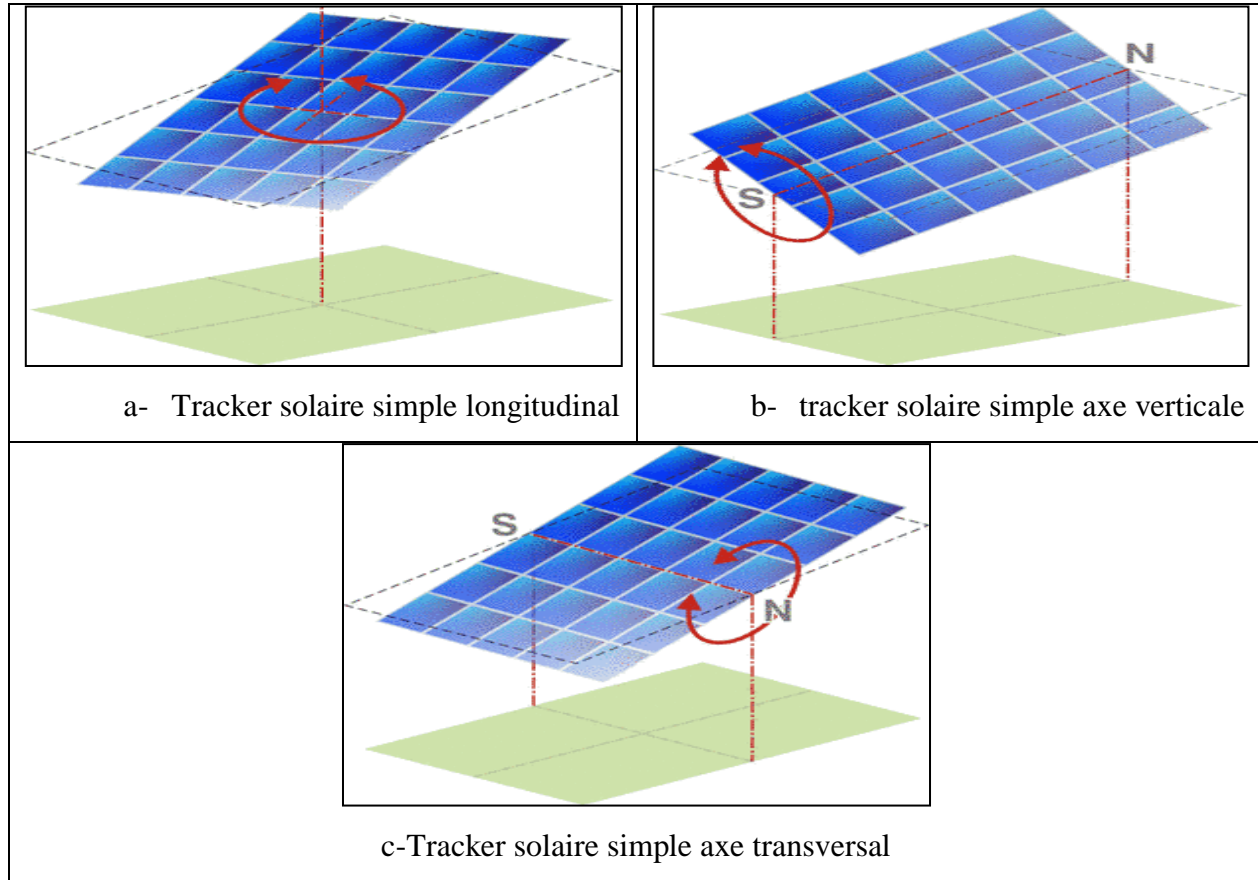 N
S
a- Tracker solaire simple longitudinal
b- tracker solaire simple axe verticale
S
N
c-Tracker solaire simple axe transversal